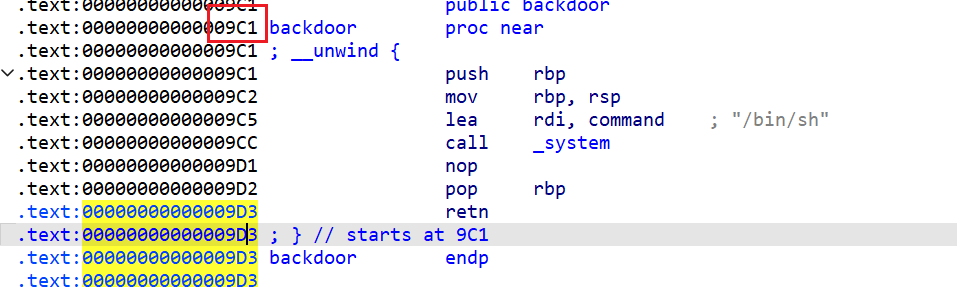 .text:00000000000009C1 public backdoor
.text:00000000000009C1 backdoor proc near
.text:00000000000009C1 ; __unwind {
.text:00000000000009C1 push rbp
.text:00000000000009C2 mov rbp, rsp
.text:00000000000009C5 lea rdi, command ; "/bin/sh"
.text:00000000000009CC call _system
.text:00000000000009D1 nop
.text:00000000000009D2 pop rbp
.text:00000000000009D3 retn
.text:00000000000009D3 ; } // starts at 9C1
.text:00000000000009D3 backdoor endp
.text:00000000000009D3